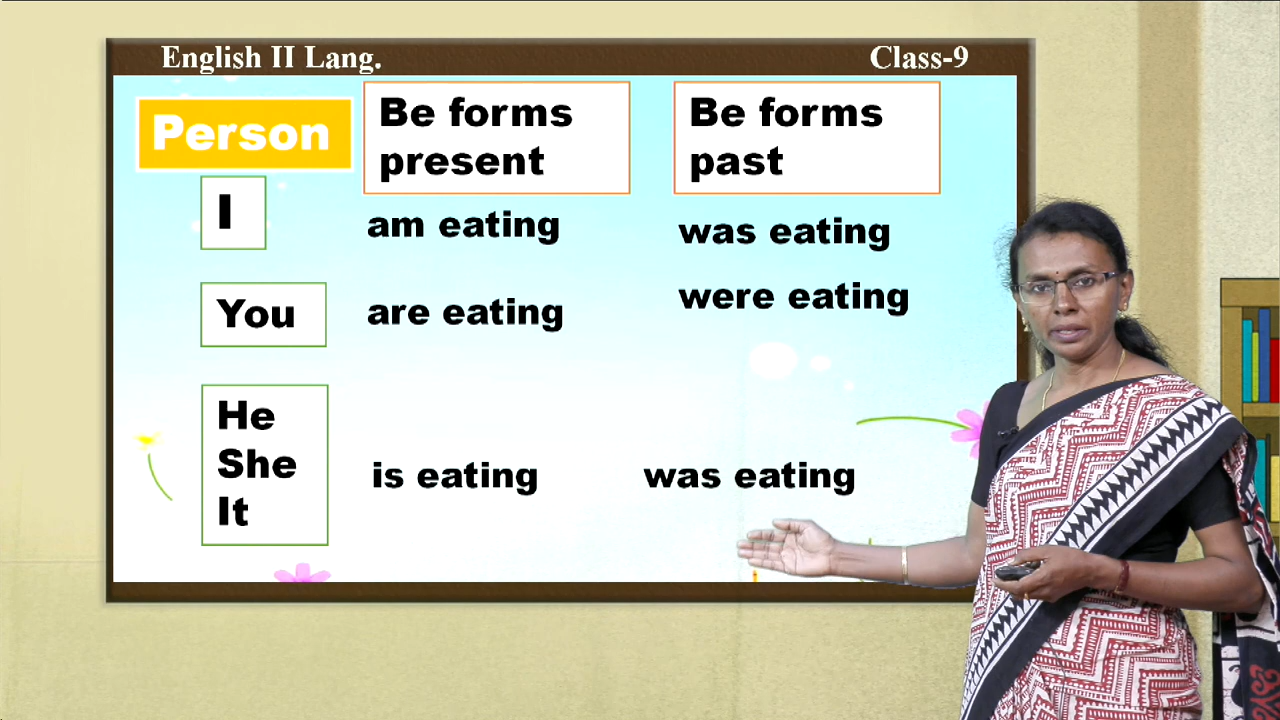 English II Lang.
Class-9
Person
Be forms
present
Be forms
past
I
am eating
was eating
You
are eating
were eating
He
She
It
is eating
was eating